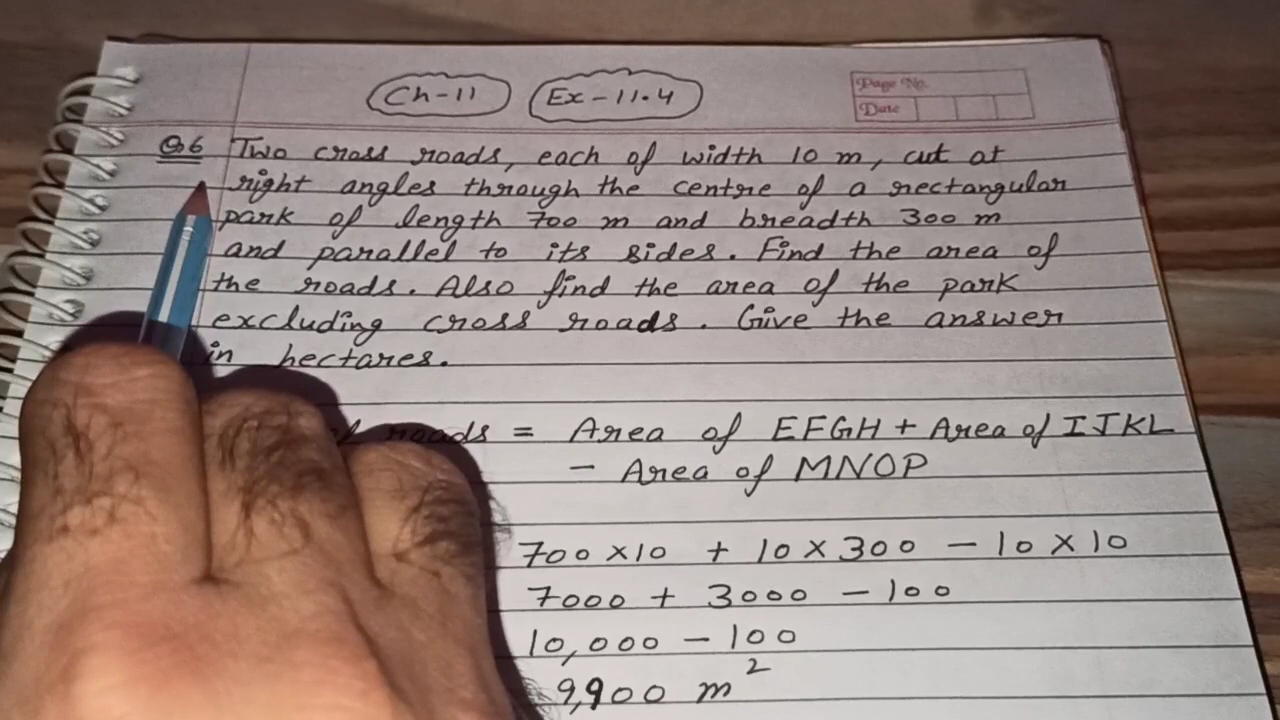 Ch-11 Ex-11.4
Page No.
Date
Q6 Two cross roads, each of width 10 m, cut at
right angles through the centre of a rectangular
park of length 700 m and breadth 300 m
and parallel to its sides. Find the area of
the roads. Also find the area of the park
excluding cross roads. Give the answer
in hectares.
roads = Area of EFGH + Area of IJKL
- Area of MNOP
700 x 10 + 10 x 300 - 10 x 10
7000 + 3000 - 100
10,000 - 100
9,900 m²